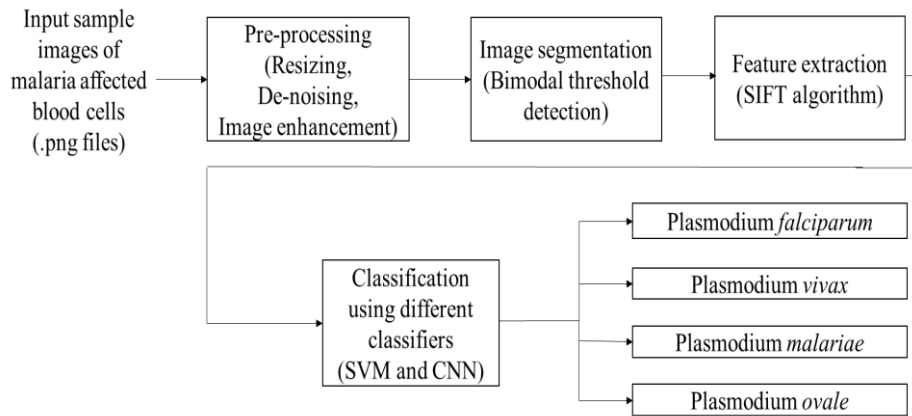 Input sample
images of
malaria affected
blood cells
(.png files)
Pre-processing
(Resizing,
De-noising,
Image enhancement)
Image segmentation
(Bimodal threshold
detection)
Feature extraction
(SIFT algorithm)
Classification
using different
classifiers
(SVM and CNN)
Plasmodium falciparum
Plasmodium vivax
Plasmodium malariae
Plasmodium ovale